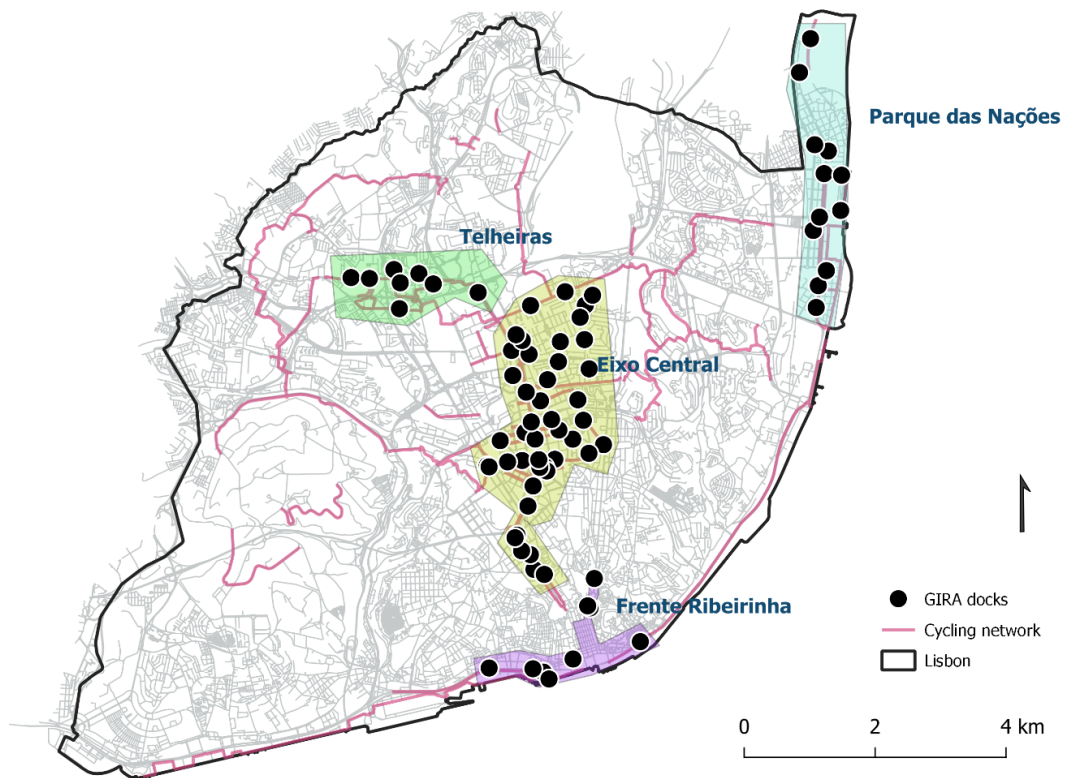 Parque das Nações
Telheiras
Eixo Central
Frente Ribeirinha
GIRA docks
Cycling network
Lisbon
0 2 4 km